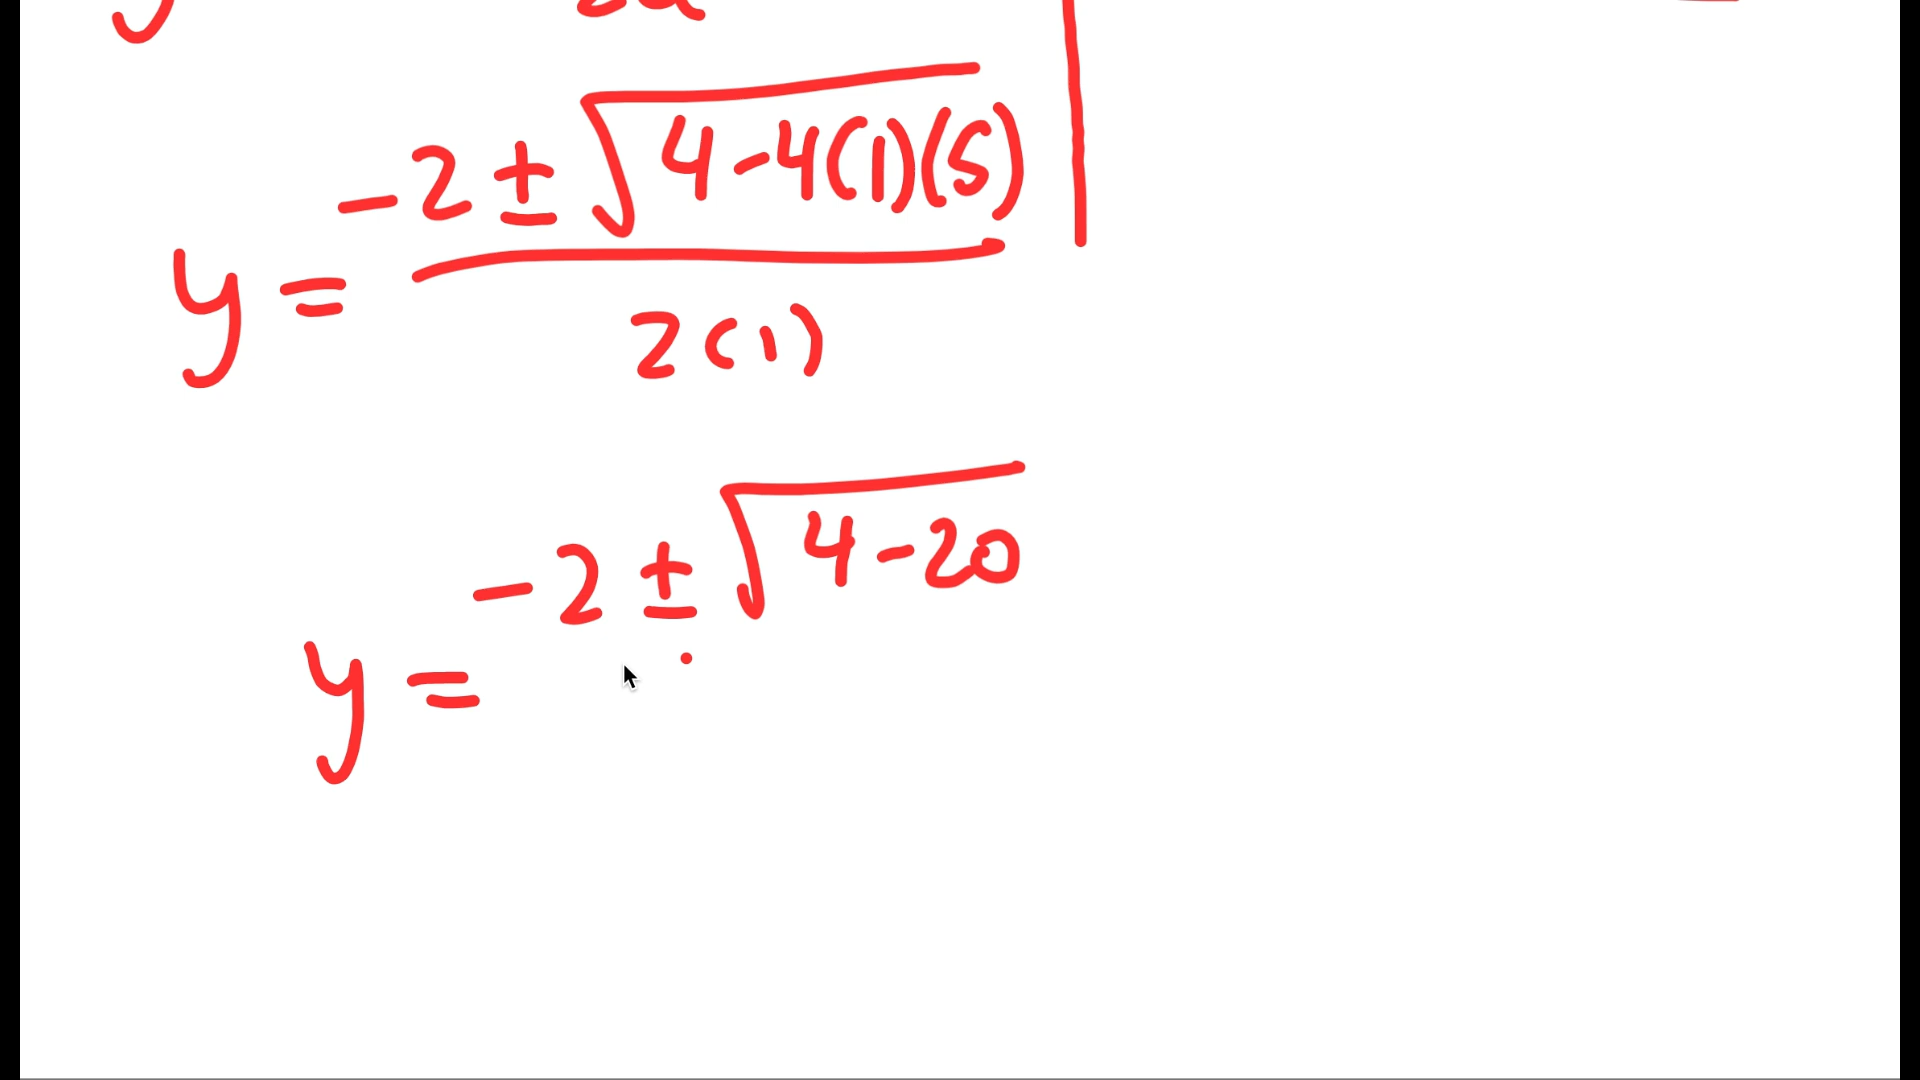 y = -2 ± √4-4(1)(5)
2(1)
y = -2 ± √4-20